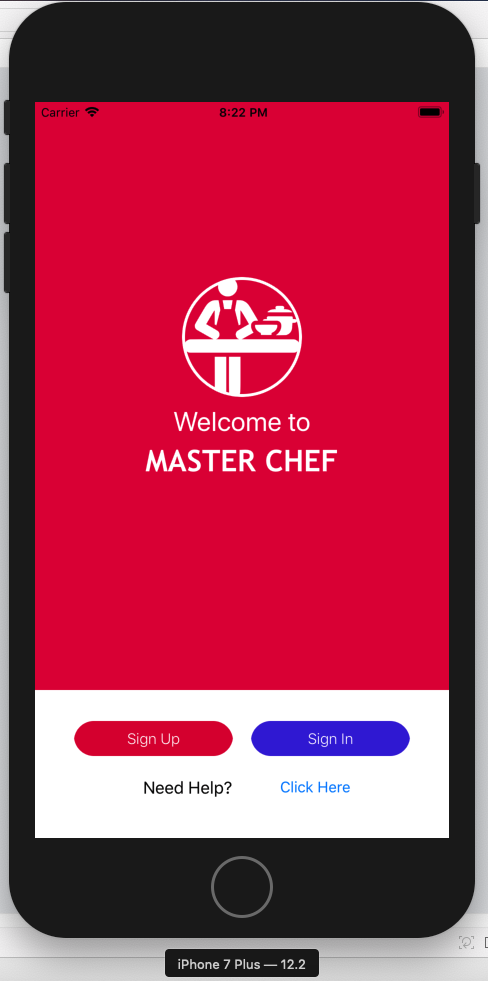 Carrier 8:22 PM
Welcome to
MASTER CHEF
Sign Up Sign In
Need Help? Click Here
iPhone 7 Plus — 12.2